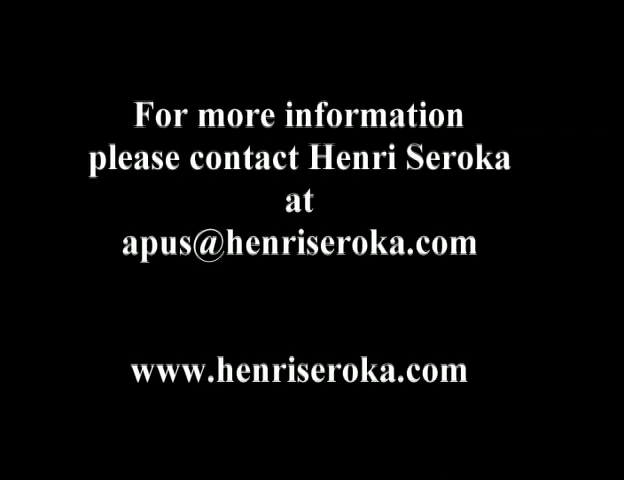 For more information
please contact Henri Seroka
at
apus@henriseroka.com
www.henriseroka.com